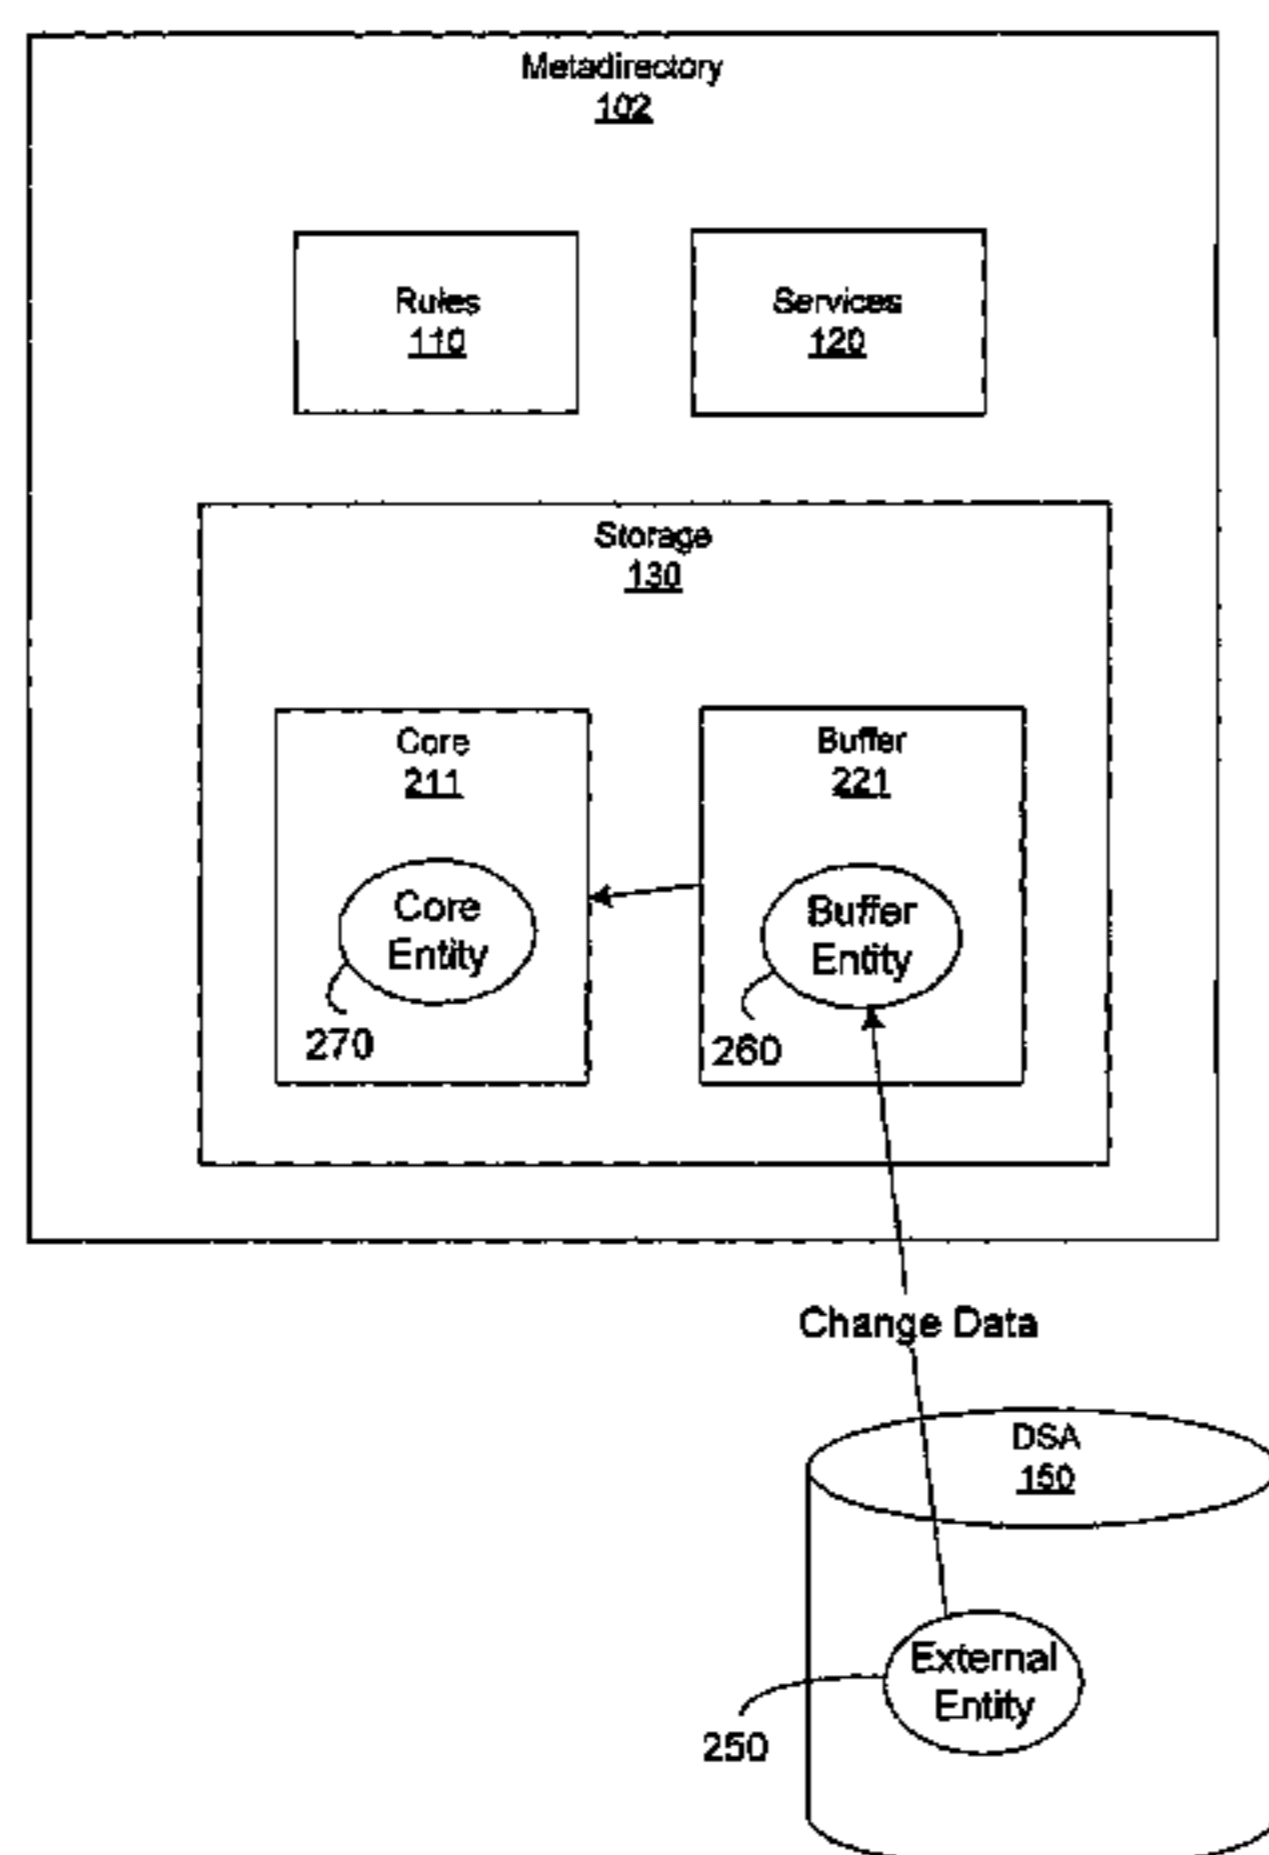 Metadirectory
102
Rules
110
Services
120
Storage
130
Core
211
Buffer
221
Core
Entity
270
Buffer
Entity
260
Change Data
DSA
150
External
Entity
250